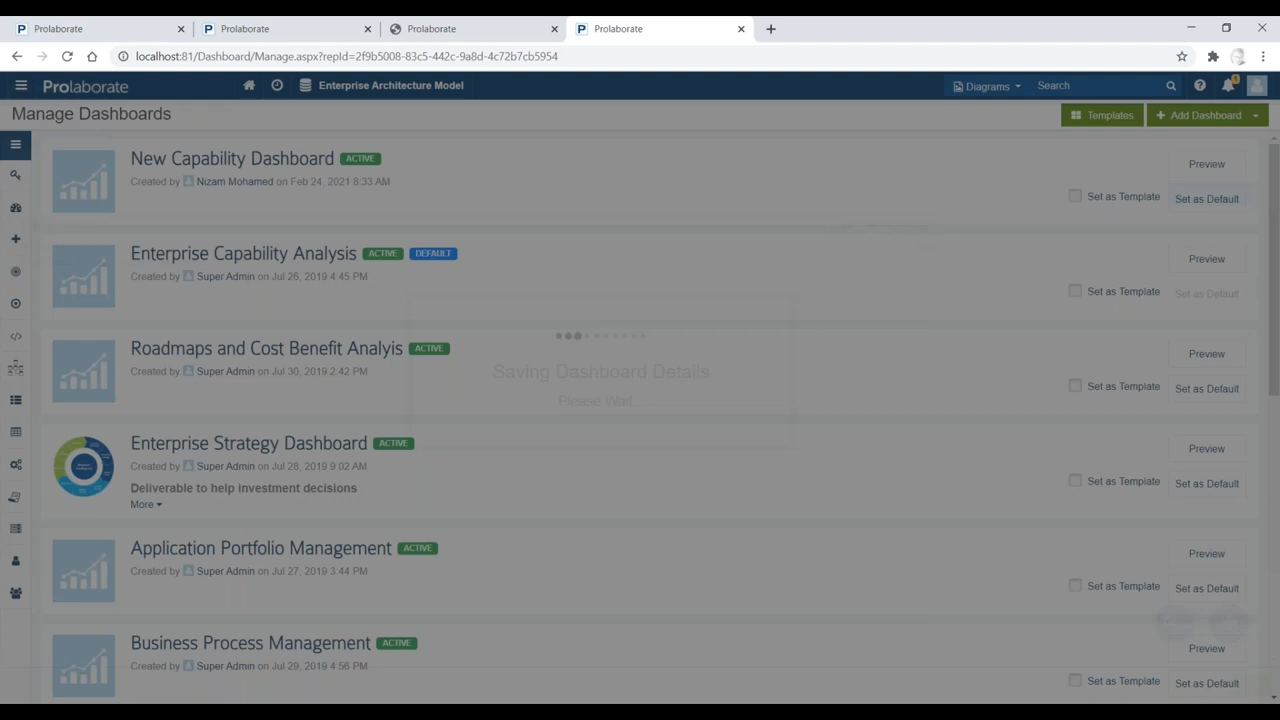 Prolaborate
Prolaborate
Prolaborate
Prolaborate
localhost:81/Dashboard/Manage.aspx?repId=2f9b5008-83c5-442c-9a8d-4c72b7cb5954
Prolaborate
Enterprise Architecture Model
Diagrams
Search
1
Manage Dashboards
Templates
Add Dashboard
New Capability Dashboard ACTIVE
Created by Nizam Mohamed on Feb 24, 2021 8:33 AM
Preview
Set as Template
Set as Default
Enterprise Capability Analysis ACTIVE DEFAULT
Created by Super Admin on Jul 26, 2019 4:45 PM
Preview
Set as Template
Set as Default
Saving Dashboard Details
Please Wait..
Roadmaps and Cost Benefit Analyis ACTIVE
Created by Super Admin on Jul 30, 2019 2:42 PM
Preview
Set as Template
Set as Default
Enterprise Strategy Dashboard ACTIVE
Created by Super Admin on Jul 28, 2019 9:02 AM
Deliverable to help investment decisions
More
Preview
Set as Template
Set as Default
Application Portfolio Management ACTIVE
Created by Super Admin on Jul 27, 2019 3:44 PM
Preview
Set as Template
Set as Default
Business Process Management ACTIVE
Created by Super Admin on Jul 29, 2019 4:56 PM
Preview
Set as Template
Set as Default